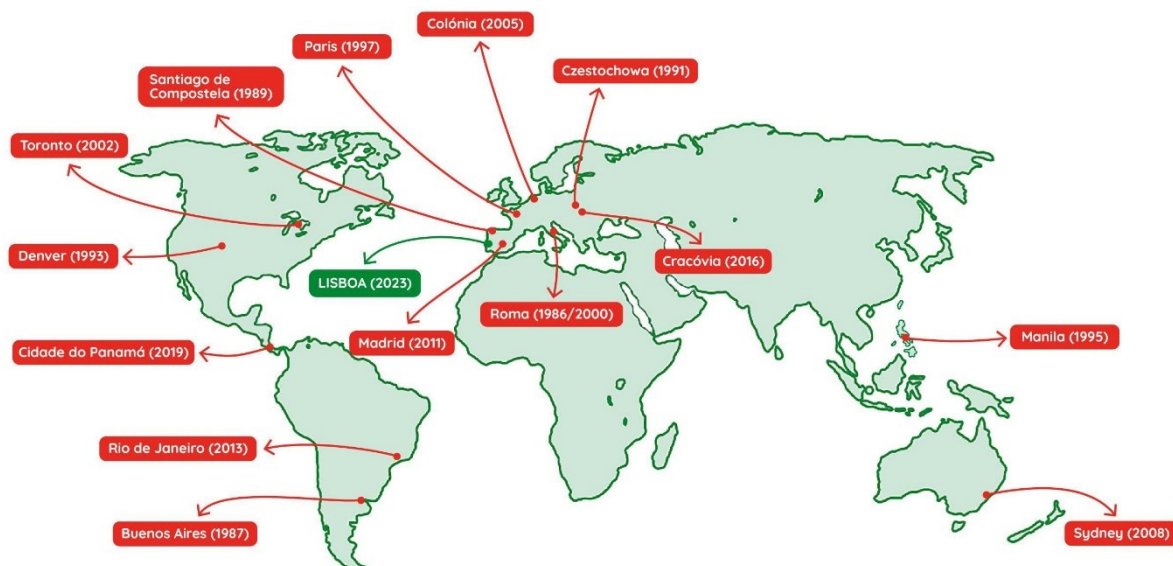 Colónia (2005)
Paris (1997)
Czestochowa (1991)
Santiago de
Compostela (1989)
Toronto (2002)
Denver (1993)
LISBOA (2023)
Cracóvia (2016)
Roma (1986/2000)
Madrid (2011)
Manila (1995)
Cidade do Panamá (2019)
Rio de Janeiro (2013)
Buenos Aires (1987)
Sydney (2008)